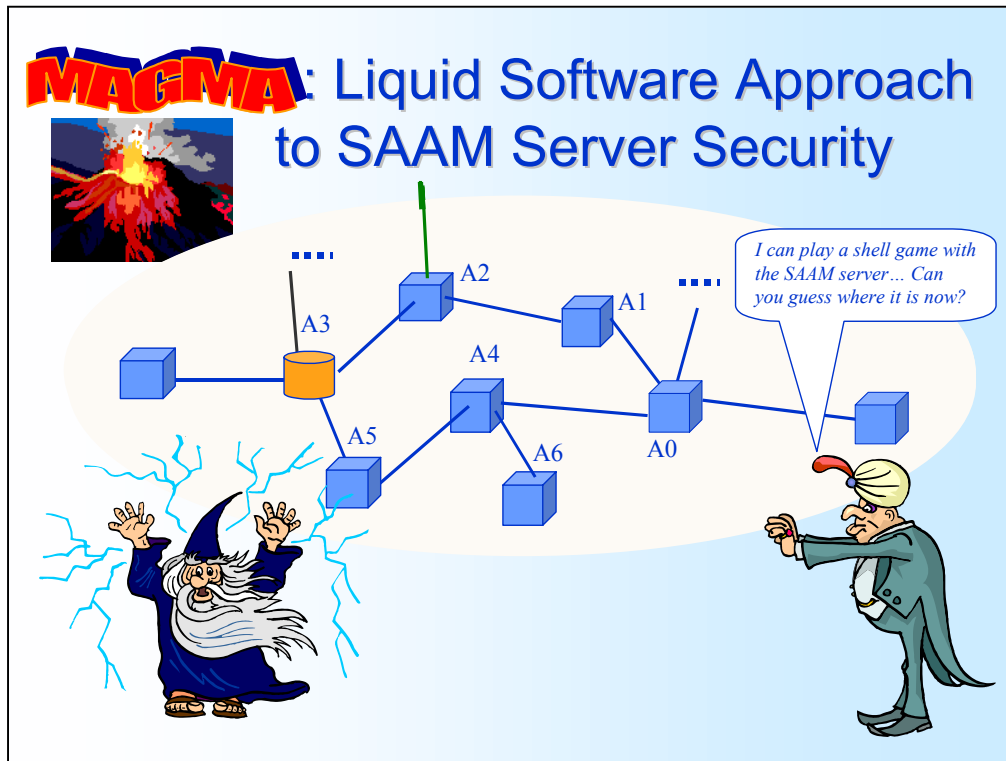 MAGMA: Liquid Software Approach
to SAAM Server Security
I can play a shell game with
the SAAM server… Can
you guess where it is now?
A2
A1
A3
A4
A5
A6
A0